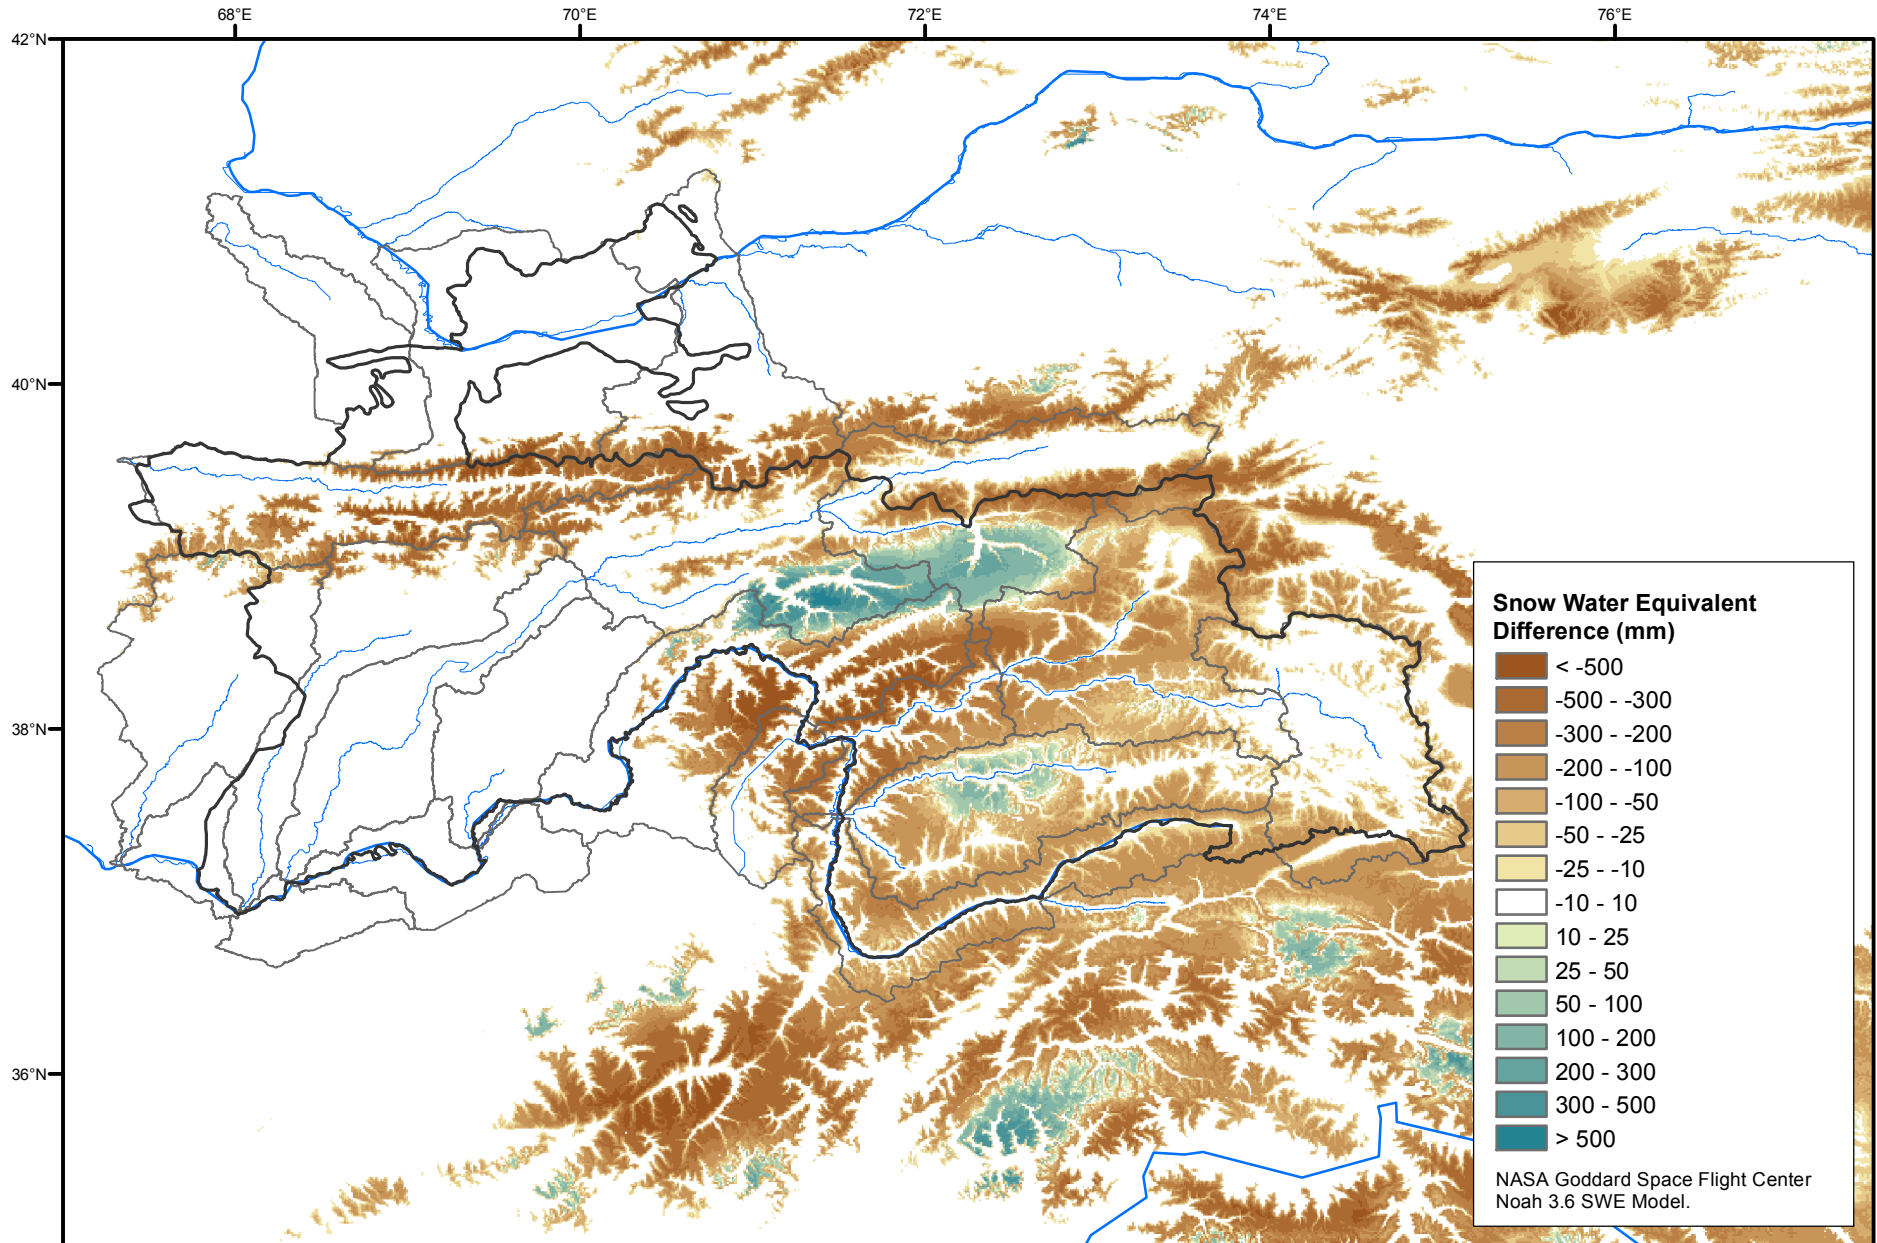 68°E
70°E
72°E
74°E
76°E
42°N
40°N
38°N
36°N
Snow Water Equivalent
Difference (mm)
< -500
-500 - -300
-300 - -200
-200 - -100
-100 - -50
-50 - -25
-25 - -10
-10 - 10
10 - 25
25 - 50
50 - 100
100 - 200
200 - 300
300 - 500
> 500
NASA Goddard Space Flight Center
Noah 3.6 SWE Model.